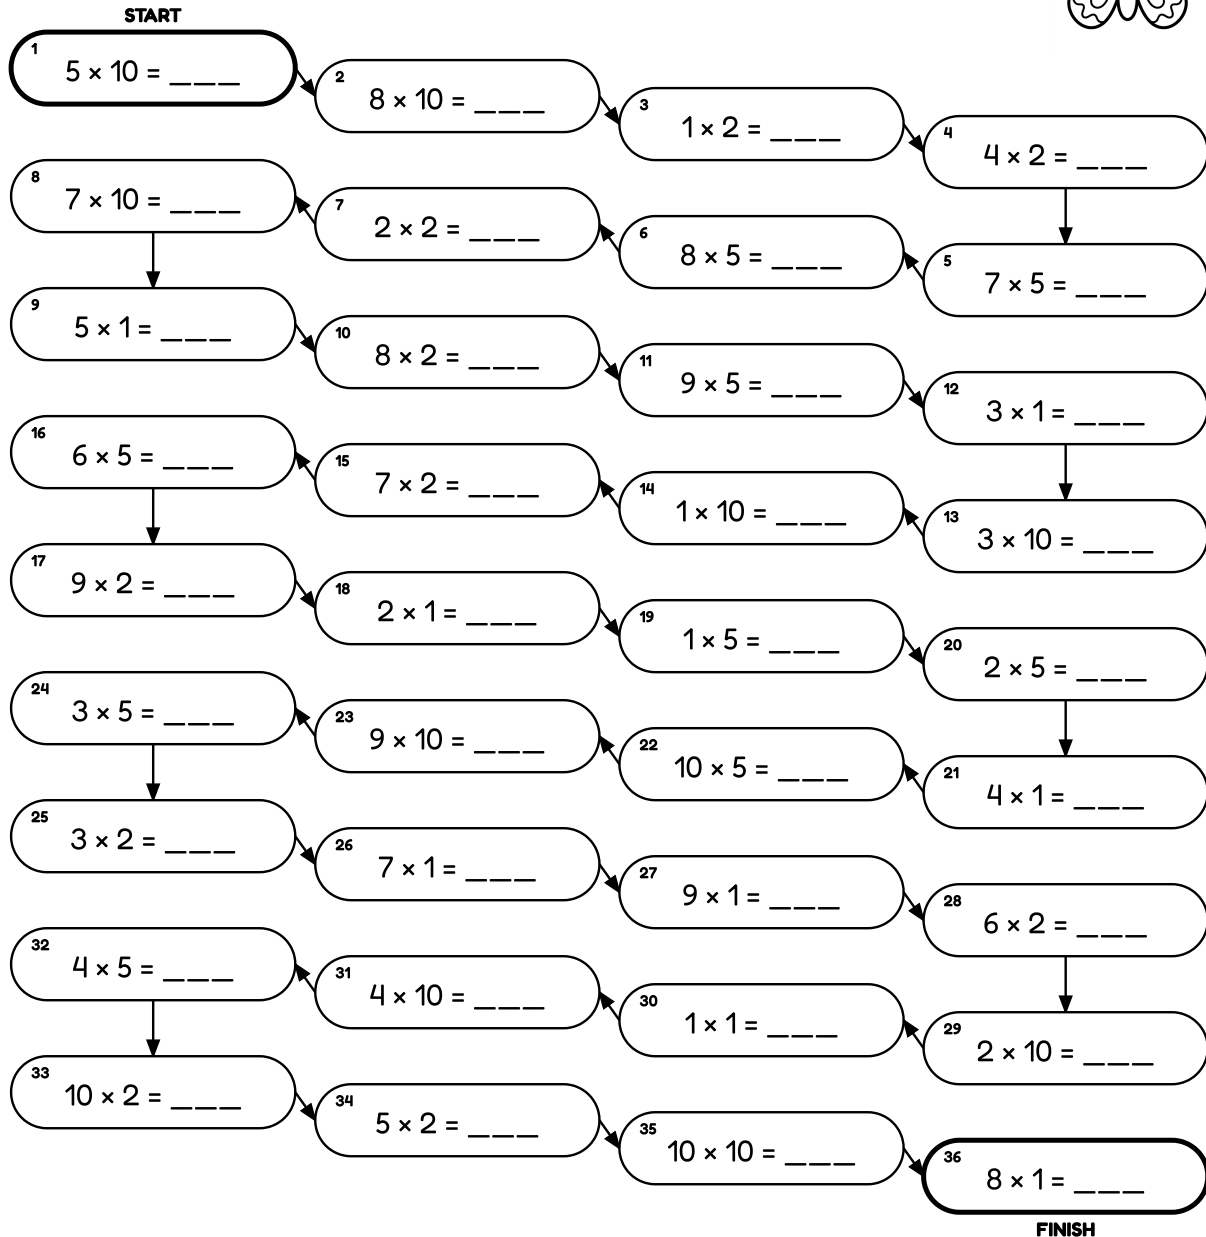 START
1 5 × 10 = ___
2 8 × 10 = ___
3 1 × 2 = ___
4 4 × 2 = ___
5 7 × 5 = ___
6 8 × 5 = ___
7 2 × 2 = ___
8 7 × 10 = ___
9 5 × 1 = ___
10 8 × 2 = ___
11 9 × 5 = ___
12 3 × 1 = ___
13 3 × 10 = ___
14 1 × 10 = ___
15 7 × 2 = ___
16 6 × 5 = ___
17 9 × 2 = ___
18 2 × 1 = ___
19 1 × 5 = ___
20 2 × 5 = ___
21 4 × 1 = ___
22 10 × 5 = ___
23 9 × 10 = ___
24 3 × 5 = ___
25 3 × 2 = ___
26 7 × 1 = ___
27 9 × 1 = ___
28 6 × 2 = ___
29 2 × 10 = ___
30 1 × 1 = ___
31 4 × 10 = ___
32 4 × 5 = ___
33 10 × 2 = ___
34 5 × 2 = ___
35 10 × 10 = ___
36 8 × 1 = ___
FINISH